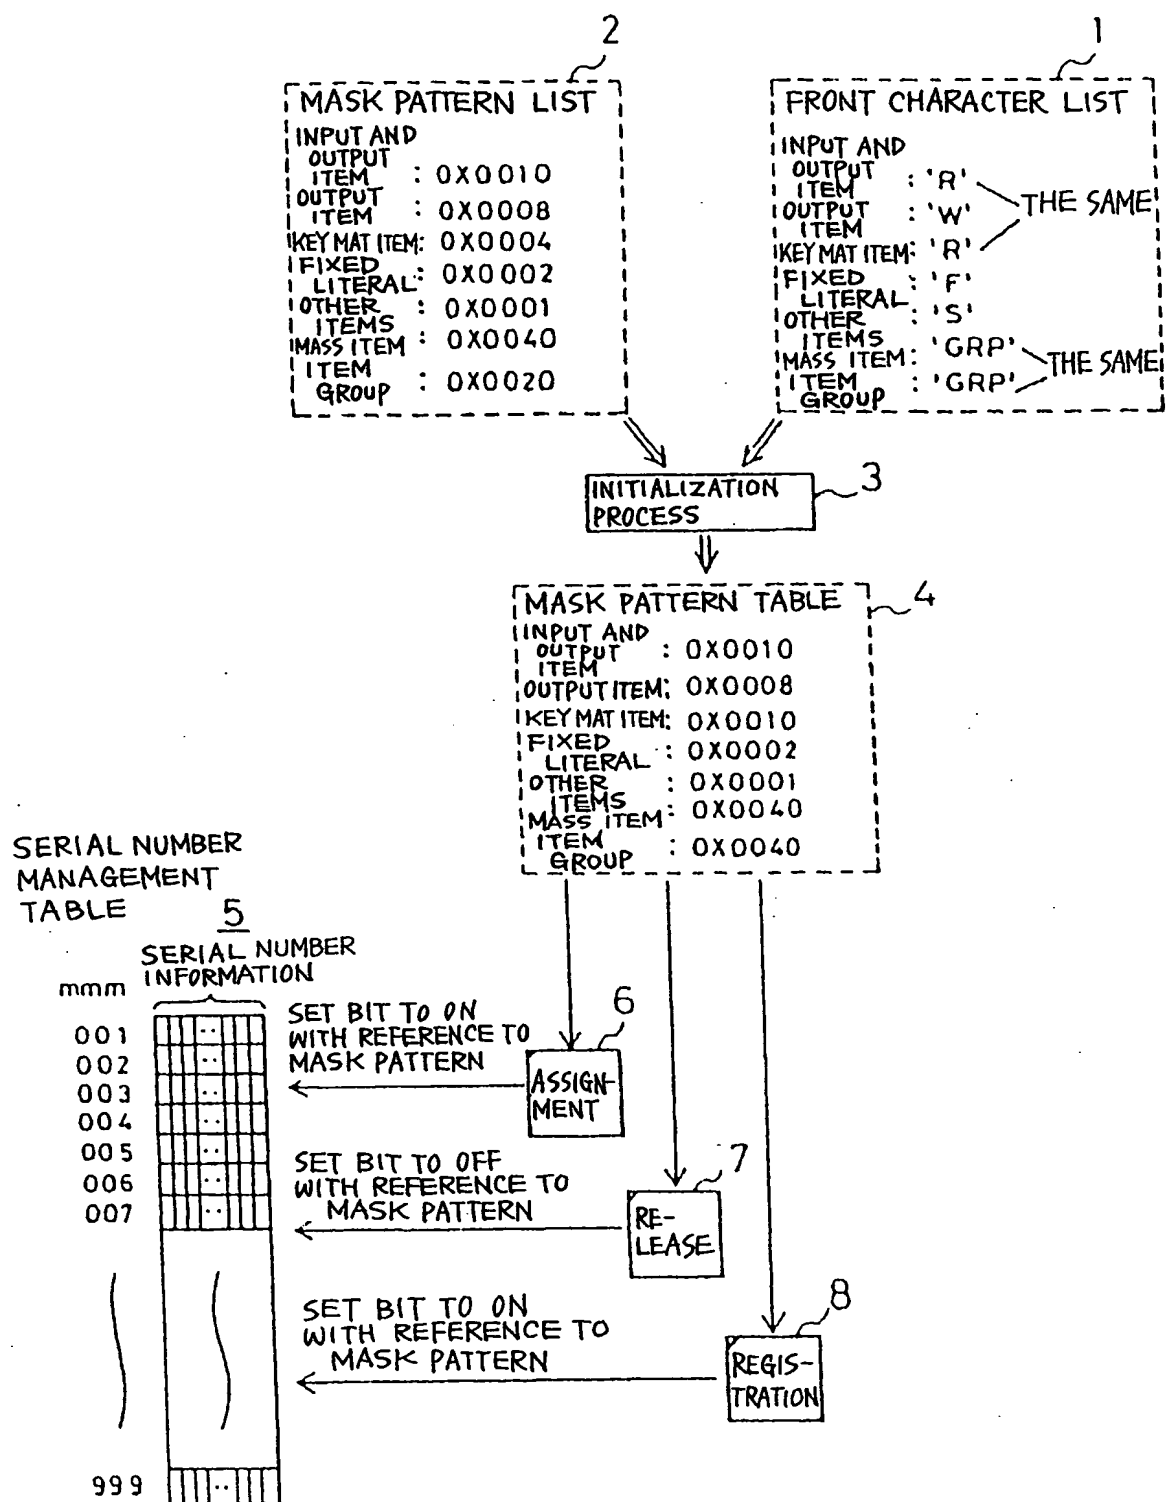 2
1
MASK PATTERN LIST
INPUT AND
OUTPUT
ITEM : 0X0010
OUTPUT
ITEM : 0X0008
KEY MAT ITEM: 0X0004
FIXED
LITERAL : 0X0002
OTHER
ITEMS : 0X0001
MASS ITEM : 0X0040
ITEM
GROUP : 0X0020
FRONT CHARACTER LIST
INPUT AND
OUTPUT
ITEM : 'R'
OUTPUT
ITEM : 'W'
KEY MAT ITEM: 'R'
THE SAME
FIXED
LITERAL : 'F'
OTHER
ITEMS : 'S'
MASS ITEM: 'GRP'
ITEM
GROUP : 'GRP'
THE SAME
INITIALIZATION
PROCESS
3
MASK PATTERN TABLE
4
INPUT AND
OUTPUT
ITEM : 0X0010
OUTPUT ITEM: 0X0008
KEY MAT ITEM: 0X0010
FIXED
LITERAL : 0X0002
OTHER
ITEMS : 0X0001
MASS ITEM : 0X0040
ITEM
GROUP : 0X0040
SERIAL NUMBER
MANAGEMENT
TABLE
5
SERIAL NUMBER
INFORMATION
mmm
001
002
003
004
005
006
007
999
SET BIT TO ON
WITH REFERENCE TO
MASK PATTERN
6
ASSIGN-
MENT
SET BIT TO OFF
WITH REFERENCE TO
MASK PATTERN
7
RE-
LEASE
SET BIT TO ON
WITH REFERENCE TO
MASK PATTERN
8
REGIS-
TRATION